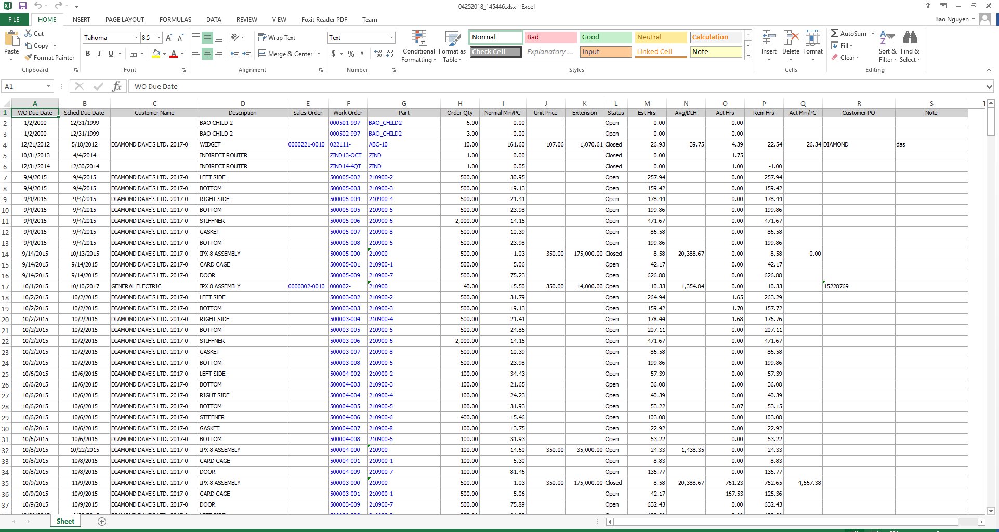 04252018_145446.xlsx - Excel
FILE HOME INSERT PAGE LAYOUT FORMULAS DATA REVIEW VIEW Foxit Reader PDF Team Bao Nguyen
Cut Copy Format Painter Paste Clipboard
Tahoma 8.5 B I U Font
Wrap Text Merge & Center Alignment
Text $ % , Number
Conditional Formatting Format as Table
Normal Bad Good Neutral Calculation
Check Cell Explanatory ... Input Linked Cell Note
Styles
Insert Delete Format Cells
AutoSum Fill Clear Sort & Filter Find & Select Editing
A1 fx WO Due Date
A B C D E F G H I J K L M N O P Q R S
1 WO Due Date Sched Due Date Customer Name Description Sales Order Work Order Part Order Qty Normal Min/PC Unit Price Extension Status Est Hrs Avg/DLH Act Hrs Rem Hrs Act Min/PC Customer PO Note
2 1/2/2000 12/31/1999 BAO CHILD 2 000501-997 BAO_CHILD2 6.00 0.00 Open 0.00 0.00
3 1/2/2000 12/31/1999 BAO CHILD 2 000502-997 BAO_CHILD2 3.00 0.00 Open 0.00 0.00
4 12/21/2012 5/18/2012 DIAMOND DAVE'S LTD. 2017-0 WIDGET 0000221-0010 022111- ABC-10 10.00 161.60 107.06 1,070.61 Closed 26.93 39.75 4.39 22.54 26.34 DIAMOND das
5 10/31/2013 4/4/2014 INDIRECT ROUTER ZIND13-OCT ZIND 1.00 0.00 Closed 0.00 1.75
6 12/31/2014 12/30/2014 INDIRECT ROUTER ZIND14-4QT ZIND 1.00 0.05 Closed 0.00 1.00 -1.00
7 9/4/2015 9/4/2015 DIAMOND DAVE'S LTD. 2017-0 LEFT SIDE 500005-002 210900-2 500.00 30.95 Open 257.94 0.00 257.94
8 9/4/2015 9/4/2015 DIAMOND DAVE'S LTD. 2017-0 BOTTOM 500005-003 210900-3 500.00 19.13 Open 159.42 0.00 159.42
9 9/4/2015 9/4/2015 DIAMOND DAVE'S LTD. 2017-0 RIGHT SIDE 500005-004 210900-4 500.00 21.41 Open 178.44 0.00 178.44
10 9/4/2015 9/4/2015 DIAMOND DAVE'S LTD. 2017-0 BOTTOM 500005-005 210900-5 500.00 23.98 Open 199.86 0.00 199.86
11 9/4/2015 9/4/2015 DIAMOND DAVE'S LTD. 2017-0 STIFFNER 500005-006 210900-6 2,000.00 14.15 Open 471.67 0.00 471.67
12 9/4/2015 9/4/2015 DIAMOND DAVE'S LTD. 2017-0 GASKET 500005-007 210900-8 500.00 10.39 Open 86.58 0.00 86.58
13 9/4/2015 9/4/2015 DIAMOND DAVE'S LTD. 2017-0 BOTTOM 500005-008 210900-5 500.00 23.98 Open 199.86 0.00 199.86
14 9/14/2015 10/13/2015 DIAMOND DAVE'S LTD. 2017-0 IPX 8 ASSEMBLY 500005-000 210900 500.00 1.03 350.00 175,000.00 Closed 8.58 20,388.67 0.00 8.58 0.00
15 9/14/2015 9/14/2015 DIAMOND DAVE'S LTD. 2017-0 CARD CAGE 500005-001 210900-1 500.00 5.06 Open 42.17 0.00 42.17
16 9/14/2015 9/14/2015 DIAMOND DAVE'S LTD. 2017-0 DOOR 500005-009 210900-7 500.00 75.23 Open 626.88 0.00 626.88
17 10/1/2015 10/10/2017 GENERAL ELECTRIC IPX 8 ASSEMBLY 0000002-0010 000002- 210900 40.00 15.50 350.00 14,000.00 Open 10.33 1,354.84 0.00 10.33 15228769
18 10/2/2015 10/2/2015 DIAMOND DAVE'S LTD. 2017-0 LEFT SIDE 500003-002 210900-2 500.00 31.79 Open 264.94 1.65 263.29
19 10/2/2015 10/2/2015 DIAMOND DAVE'S LTD. 2017-0 BOTTOM 500003-003 210900-3 500.00 19.13 Open 159.42 1.70 157.72
20 10/2/2015 10/2/2015 DIAMOND DAVE'S LTD. 2017-0 RIGHT SIDE 500003-004 210900-4 500.00 21.41 Open 178.44 1.68 176.76
21 10/2/2015 10/2/2015 DIAMOND DAVE'S LTD. 2017-0 BOTTOM 500003-005 210900-5 500.00 24.85 Open 207.11 0.00 207.11
22 10/2/2015 10/2/2015 DIAMOND DAVE'S LTD. 2017-0 STIFFNER 500003-006 210900-6 2,000.00 14.15 Open 471.67 0.00 471.67
23 10/2/2015 10/2/2015 DIAMOND DAVE'S LTD. 2017-0 GASKET 500003-007 210900-8 500.00 10.39 Open 86.58 0.00 86.58
24 10/2/2015 10/2/2015 DIAMOND DAVE'S LTD. 2017-0 BOTTOM 500003-008 210900-5 500.00 23.98 Open 199.86 0.00 199.86
25 10/6/2015 10/6/2015 DIAMOND DAVE'S LTD. 2017-0 LEFT SIDE 500004-002 210900-2 100.00 34.43 Open 57.39 0.00 57.39
26 10/6/2015 10/6/2015 DIAMOND DAVE'S LTD. 2017-0 BOTTOM 500004-003 210900-3 100.00 21.65 Open 36.08 0.00 36.08
27 10/6/2015 10/6/2015 DIAMOND DAVE'S LTD. 2017-0 RIGHT SIDE 500004-004 210900-4 100.00 24.23 Open 40.39 0.00 40.39
28 10/6/2015 10/6/2015 DIAMOND DAVE'S LTD. 2017-0 BOTTOM 500004-005 210900-5 100.00 31.93 Open 53.22 0.07 53.15
29 10/6/2015 10/6/2015 DIAMOND DAVE'S LTD. 2017-0 STIFFNER 500004-006 210900-6 400.00 15.46 Open 103.08 0.00 103.08
30 10/6/2015 10/6/2015 DIAMOND DAVE'S LTD. 2017-0 GASKET 500004-007 210900-8 100.00 13.75 Open 22.92 0.00 22.92
31 10/6/2015 10/6/2015 DIAMOND DAVE'S LTD. 2017-0 BOTTOM 500004-008 210900-5 100.00 31.93 Open 53.22 0.00 53.22
32 10/8/2015 10/22/2015 DIAMOND DAVE'S LTD. 2017-0 IPX 8 ASSEMBLY 500004-000 210900 100.00 14.60 350.00 35,000.00 Open 24.33 1,438.35 0.00 24.33
33 10/8/2015 10/8/2015 DIAMOND DAVE'S LTD. 2017-0 CARD CAGE 500004-001 210900-1 100.00 5.30 Open 8.83 0.00 8.83
34 10/8/2015 10/8/2015 DIAMOND DAVE'S LTD. 2017-0 DOOR 500004-009 210900-7 100.00 81.46 Open 135.77 0.00 135.77
35 10/9/2015 11/9/2015 DIAMOND DAVE'S LTD. 2017-0 IPX 8 ASSEMBLY 500003-000 210900 500.00 1.03 350.00 175,000.00 Closed 8.58 20,388.67 761.23 -752.65 4,567.38
36 10/9/2015 10/9/2015 DIAMOND DAVE'S LTD. 2017-0 CARD CAGE 500003-001 210900-1 500.00 5.06 Open 42.17 167.53 -125.36
37 10/9/2015 10/9/2015 DIAMOND DAVE'S LTD. 2017-0 DOOR 500003-009 210900-7 500.00 75.89 Open 632.43 0.00 632.43
Sheet